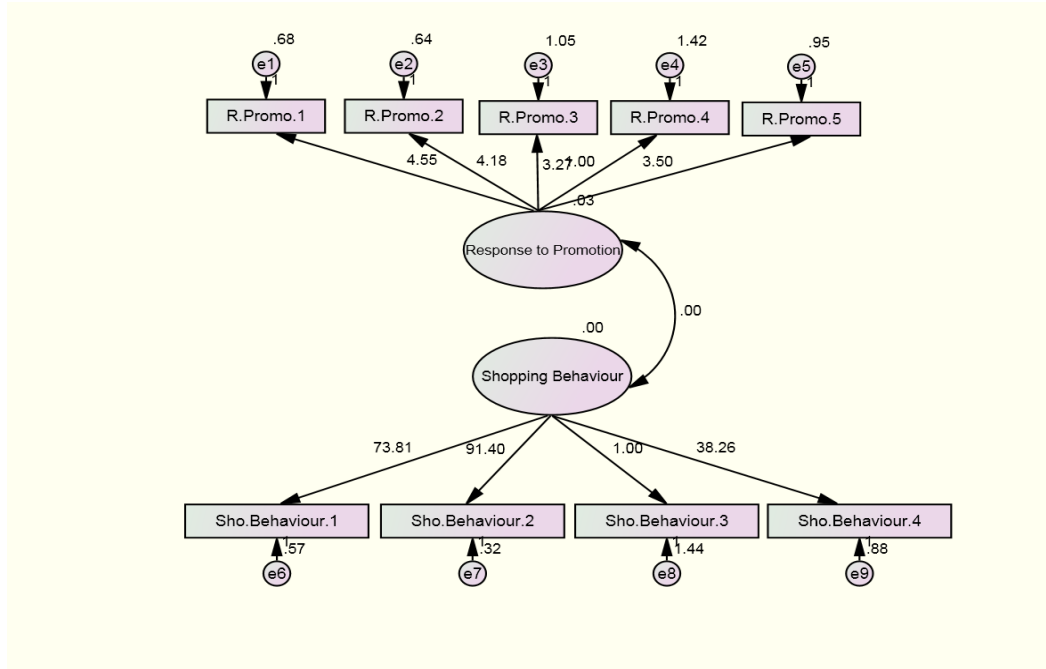 .68 .64 1.05 1.42 .95
e1 e2 e3 e4 e5
1 1 1 1 1
R.Promo.1 R.Promo.2 R.Promo.3 R.Promo.4 R.Promo.5
4.55 4.18 3.27 1.00 3.50
.03
Response to Promotion
.00
.00
Shopping Behaviour
73.81 91.40 1.00 38.26
Sho.Behaviour.1 Sho.Behaviour.2 Sho.Behaviour.3 Sho.Behaviour.4
1 1 1 1
.57 .32 1.44 .88
e6 e7 e8 e9